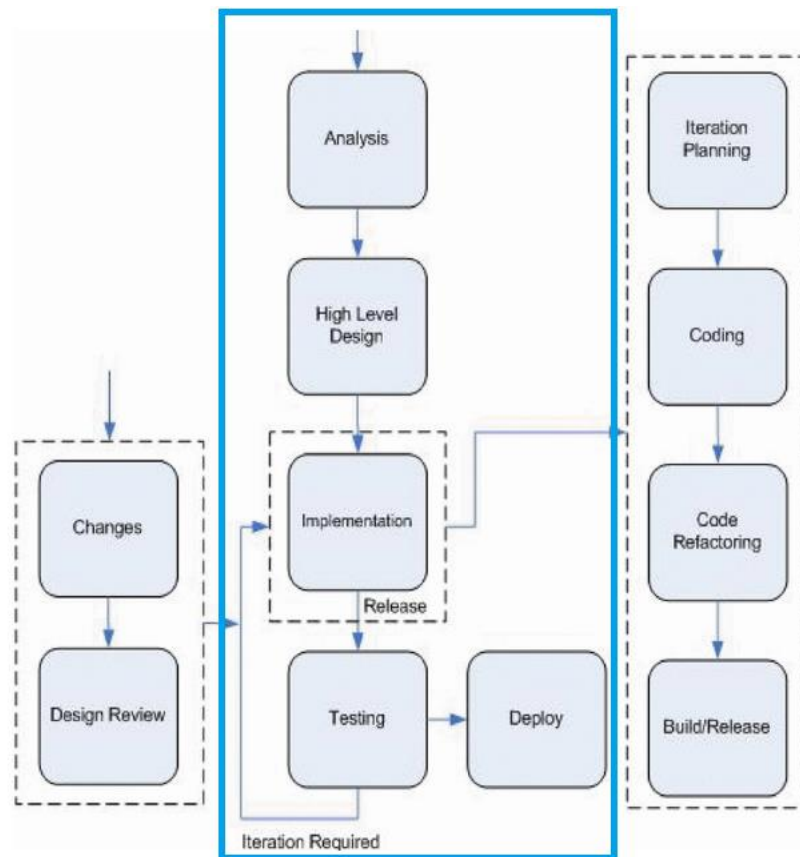 Analysis
High Level
Design
Implementation
Release
Testing
Deploy
Iteration Required
Changes
Design Review
Iteration
Planning
Coding
Code
Refactoring
Build/Release